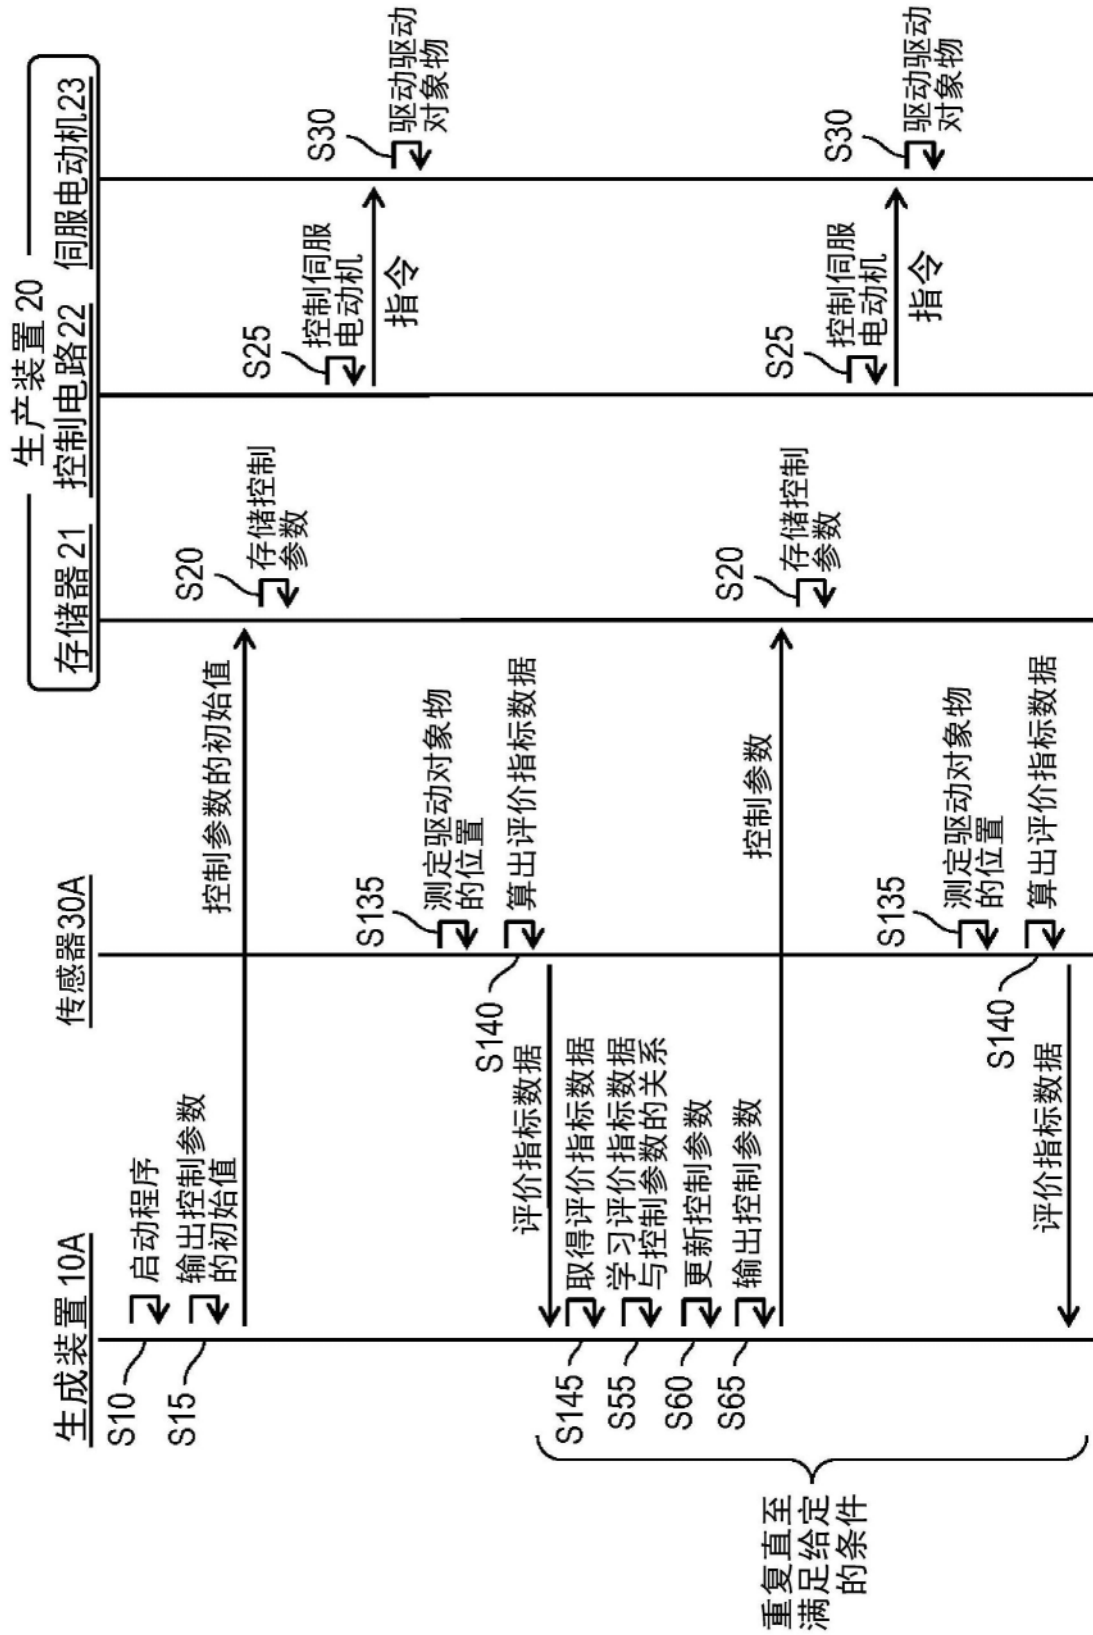 生产装置 20
生成装置 10A
传感器30A
存储器 21
控制电路22
伺服电动机23
S10
启动程序
S15
输出控制参数
的初始值
控制参数的初始值
S20
存储控制
参数
S25
控制伺服
电动机
指令
S30
驱动驱动
对象物
S135
测定驱动对象物
的位置
S140
算出评价指标数据
评价指标数据
S145
取得评价指标数据
S55
学习评价指标数据
与控制参数的关系
S60
更新控制参数
S65
输出控制参数
控制参数
S20
存储控制
参数
S25
控制伺服
电动机
指令
S30
驱动驱动
对象物
S135
测定驱动对象物
的位置
S140
算出评价指标数据
评价指标数据
重复直至
满足给定
的条件